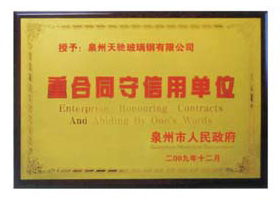 授予：泉州天驰玻璃钢有限公司
重合同守信用单位
Enterprise Honouring Contracts
And Abiding By One's Words
泉州市人民政府
二00九年十二月